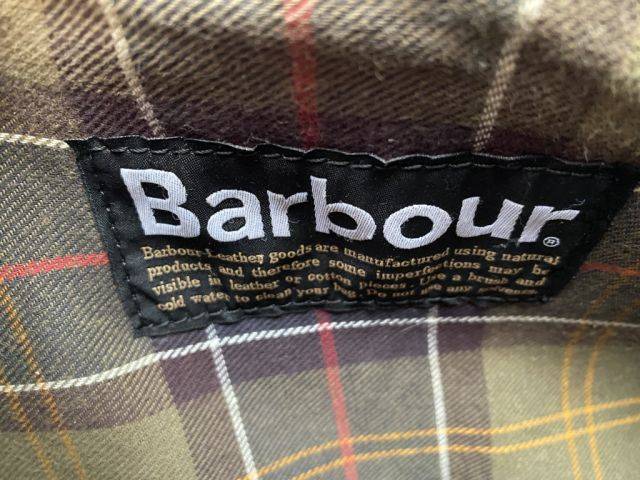 Barbour®
Barbour leather goods are manufactured using natural
products and therefore some imperfections may be
visible in leather or cotton pieces. Use a brush and
cold water to clean your bag. Do not use any